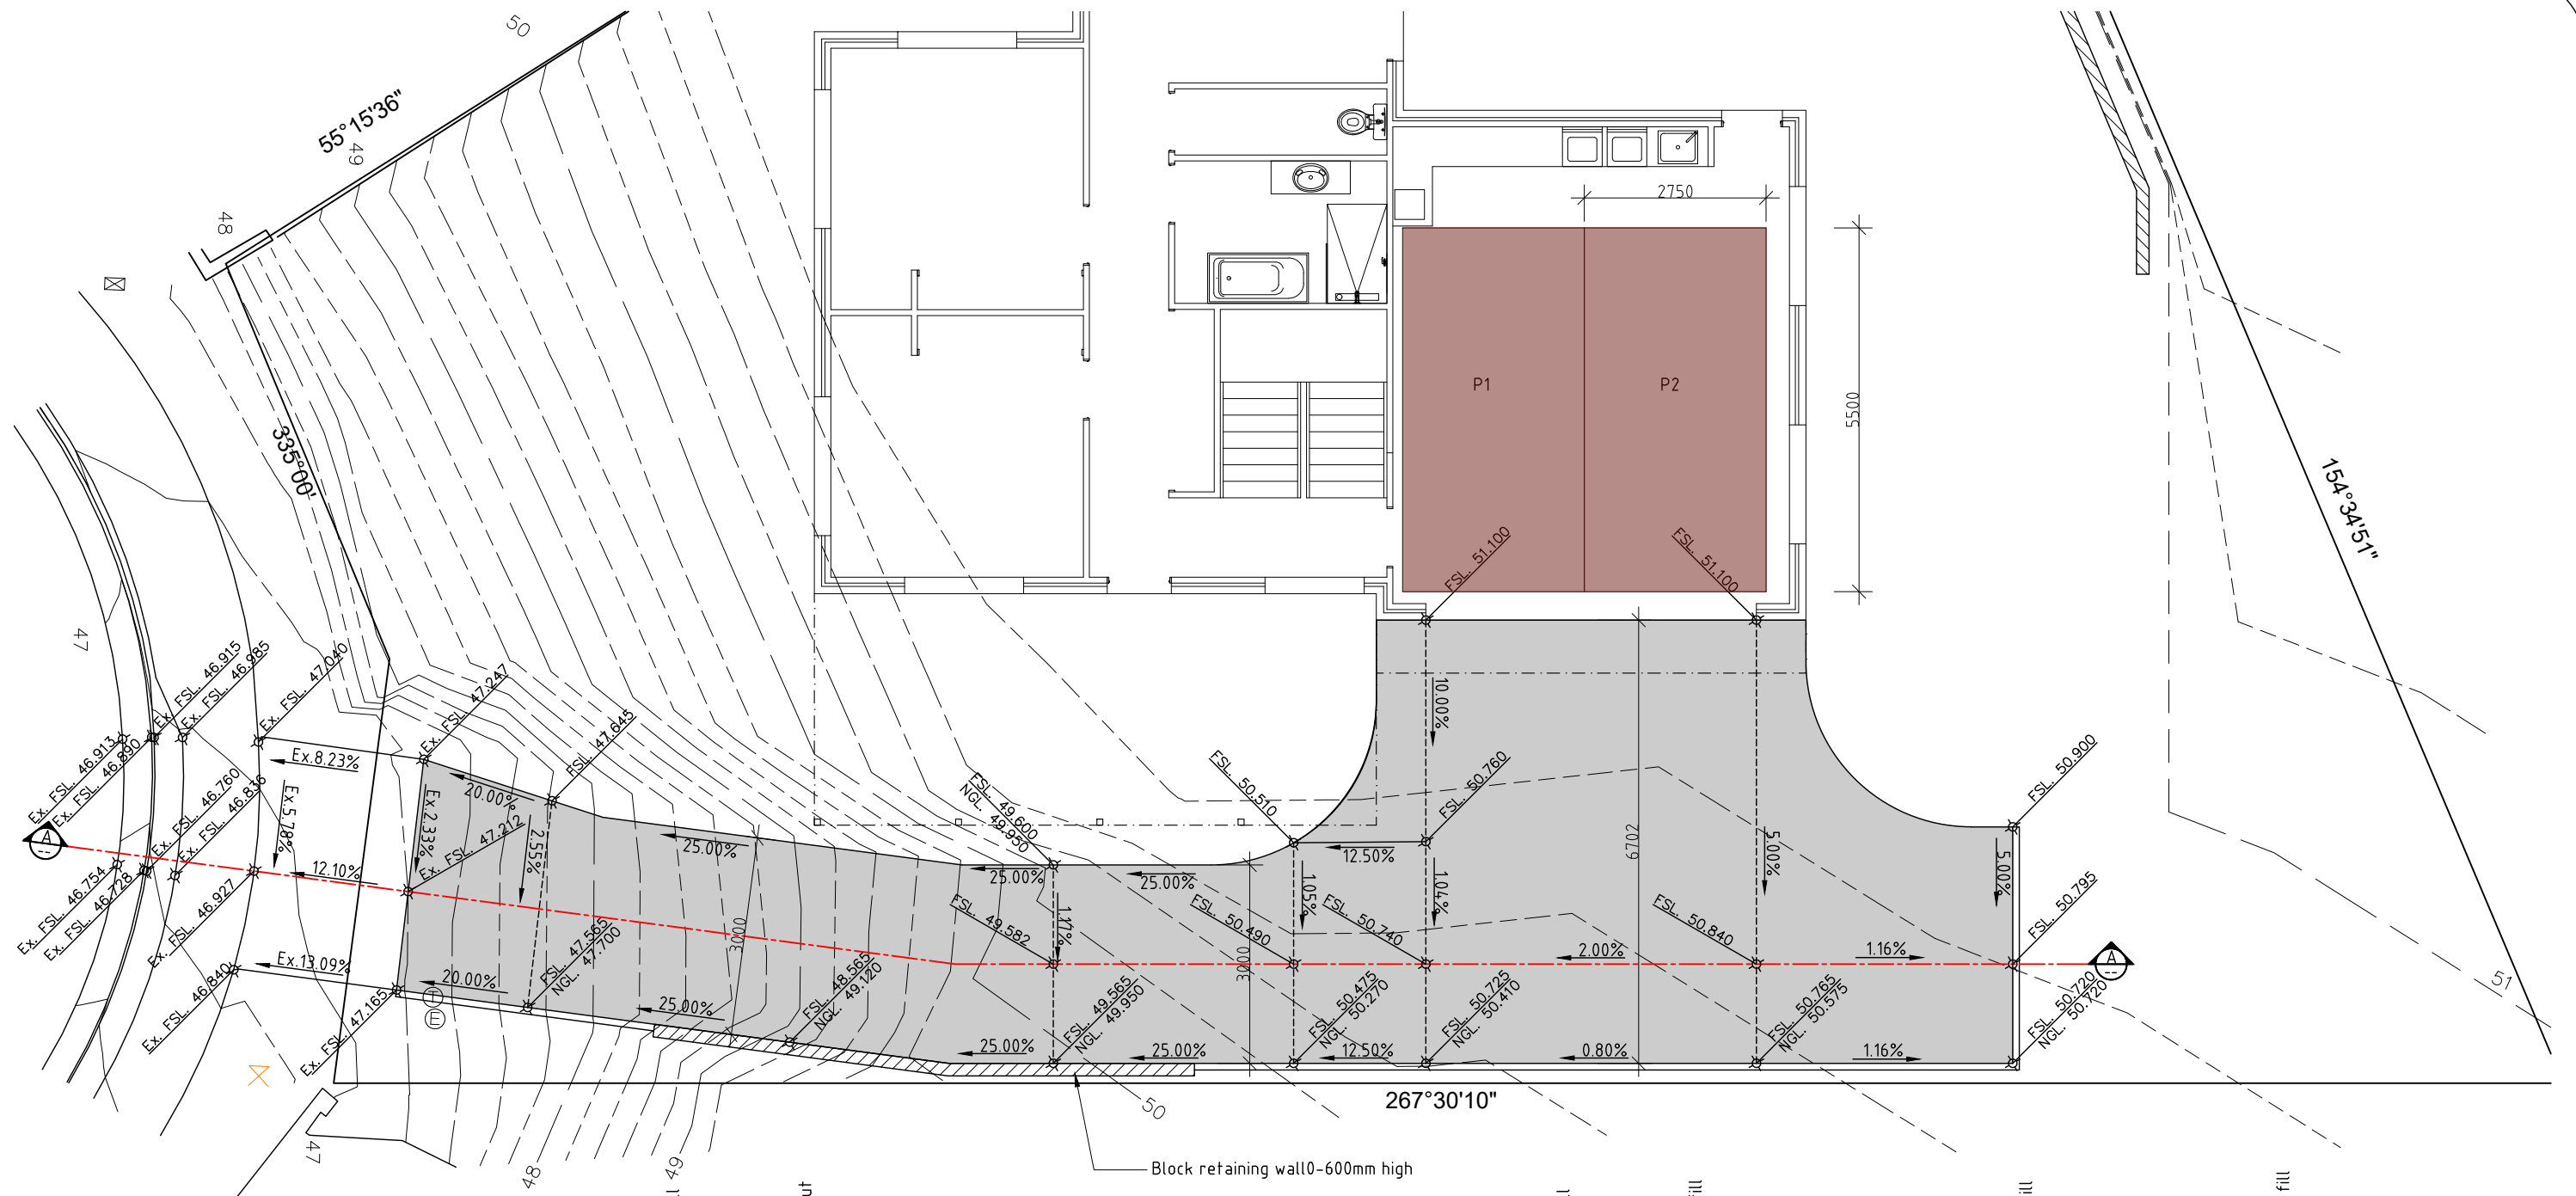 50
55°15'36"
49
48
2750
335°00'
P1
P2
5500
154°34'51"
47
FSL. 51.100
FSL. 51.100
Ex. FSL. 46.915
Ex. FSL. 46.985
Ex. FSL. 47.040
Ex. FSL. 47.247
FSL. 47.645
Ex. FSL. 46.913
Ex. FSL. 46.890
Ex. FSL. 46.760
Ex. FSL. 46.836
Ex.8.23%
Ex.5.78%
Ex.2.33%
20.00%
2.55%
Ex. FSL. 47.212
A
--
12.10%
Ex. FSL. 46.754
Ex. FSL. 46.728
Ex. FSL. 46.927
Ex. FSL. 46.840
Ex.13.09%
Ex. FSL. 47.165
20.00%
T
E
FSL. 47.565
NGL. 47.700
25.00%
25.00%
3000
FSL. 48.565
NGL. 49.120
FSL. 49.600
NGL. 49.950
25.00%
25.00%
FSL. 49.582
1.17%
FSL. 49.565
NGL. 49.950
25.00%
25.00%
FSL. 50.510
10.00%
FSL. 50.760
12.50%
1.05%
1.04%
FSL. 50.490
FSL. 50.740
3000
FSL. 50.475
NGL. 50.270
12.50%
FSL. 50.725
NGL. 50.410
6702
5.00%
FSL. 50.840
2.00%
1.16%
0.80%
FSL. 50.765
NGL. 50.575
1.16%
FSL. 50.900
5.00%
FSL. 50.795
A
--
FSL. 50.720
NGL. 50.720
51
267°30'10"
50
47
48
49
Block retaining wall0-600mm high
ll
ut
ll
fill
ill
fill